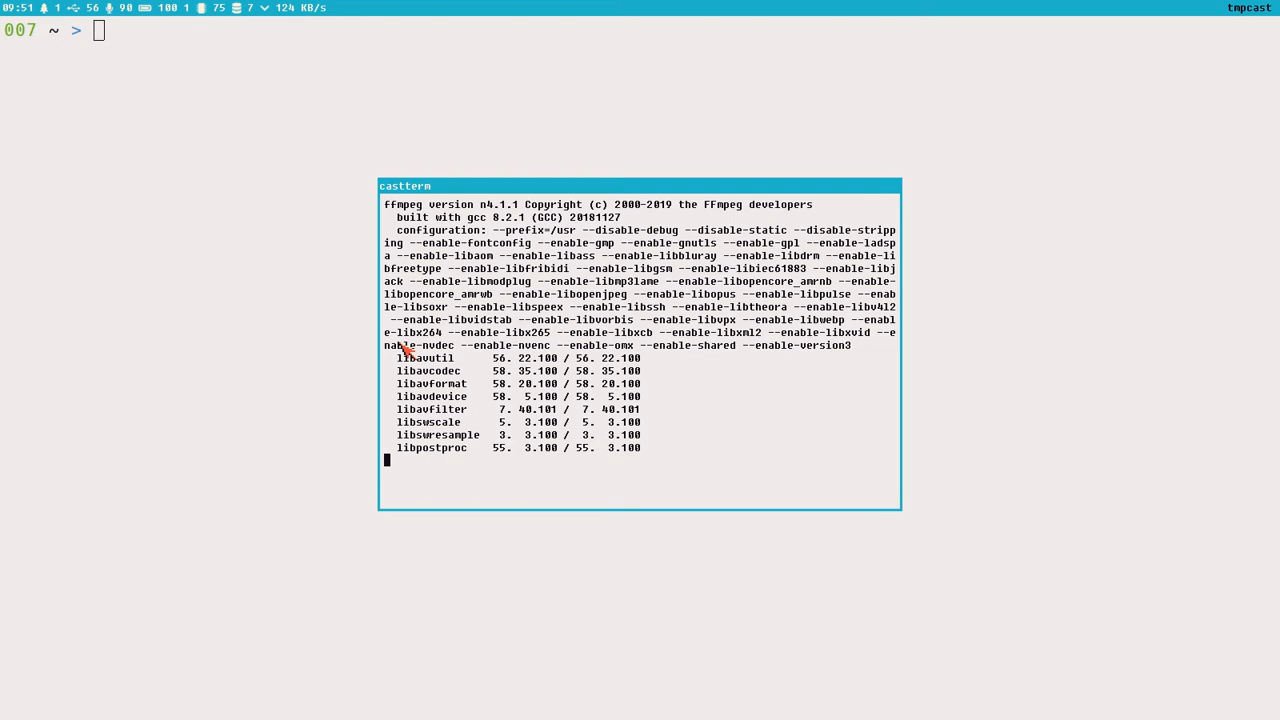 09:51 1 56 90 100 1 75 7 124 KB/s tmpcast
007 ~ >
castterm
ffmpeg version n4.1.1 Copyright (c) 2000-2019 the FFmpeg developers
built with gcc 8.2.1 (GCC) 20181127
configuration: --prefix=/usr --disable-debug --disable-static --disable-stripp
ing --enable-fontconfig --enable-gmp --enable-gnutls --enable-gpl --enable-ladsp
a --enable-libaom --enable-libass --enable-libbluray --enable-libdrm --enable-li
bfreetype --enable-libfribidi --enable-libgsm --enable-libiec61883 --enable-libj
ack --enable-libmodplug --enable-libmp3lame --enable-libopencore_amrnb --enable-
libopencore_amrwb --enable-libopenjpeg --enable-libopus --enable-libpulse --enab
le-libsoxr --enable-libspeex --enable-libssh --enable-libtheora --enable-libv4l2
--enable-libvidstab --enable-libvorbis --enable-libvpx --enable-libwebp --enabl
e-libx264 --enable-libx265 --enable-libxcb --enable-libxml2 --enable-libxvid --e
nable-nvdec --enable-nvenc --enable-omx --enable-shared --enable-version3
libavutil 56. 22.100 / 56. 22.100
libavcodec 58. 35.100 / 58. 35.100
libavformat 58. 20.100 / 58. 20.100
libavdevice 58. 5.100 / 58. 5.100
libavfilter 7. 40.101 / 7. 40.101
libswscale 5. 3.100 / 5. 3.100
libswresample 3. 3.100 / 3. 3.100
libpostproc 55. 3.100 / 55. 3.100